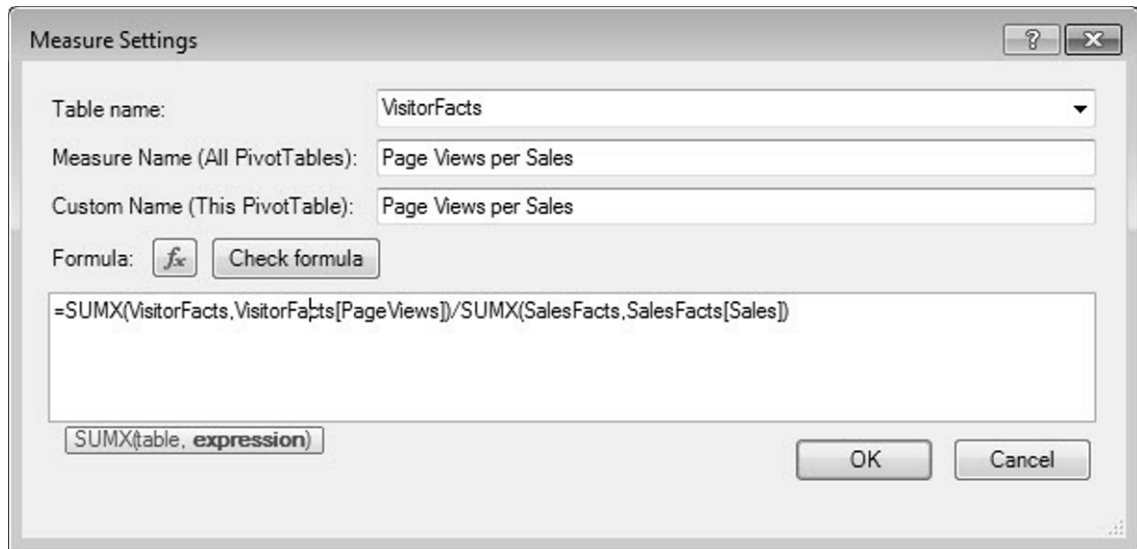 Measure Settings
Table name: VisitorFacts
Measure Name (All PivotTables): Page Views per Sales
Custom Name (This PivotTable): Page Views per Sales
Formula: fx Check formula
=SUMX(VisitorFacts,VisitorFacts[PageViews])/SUMX(SalesFacts,SalesFacts[Sales])
SUMX(table, expression)
OK Cancel